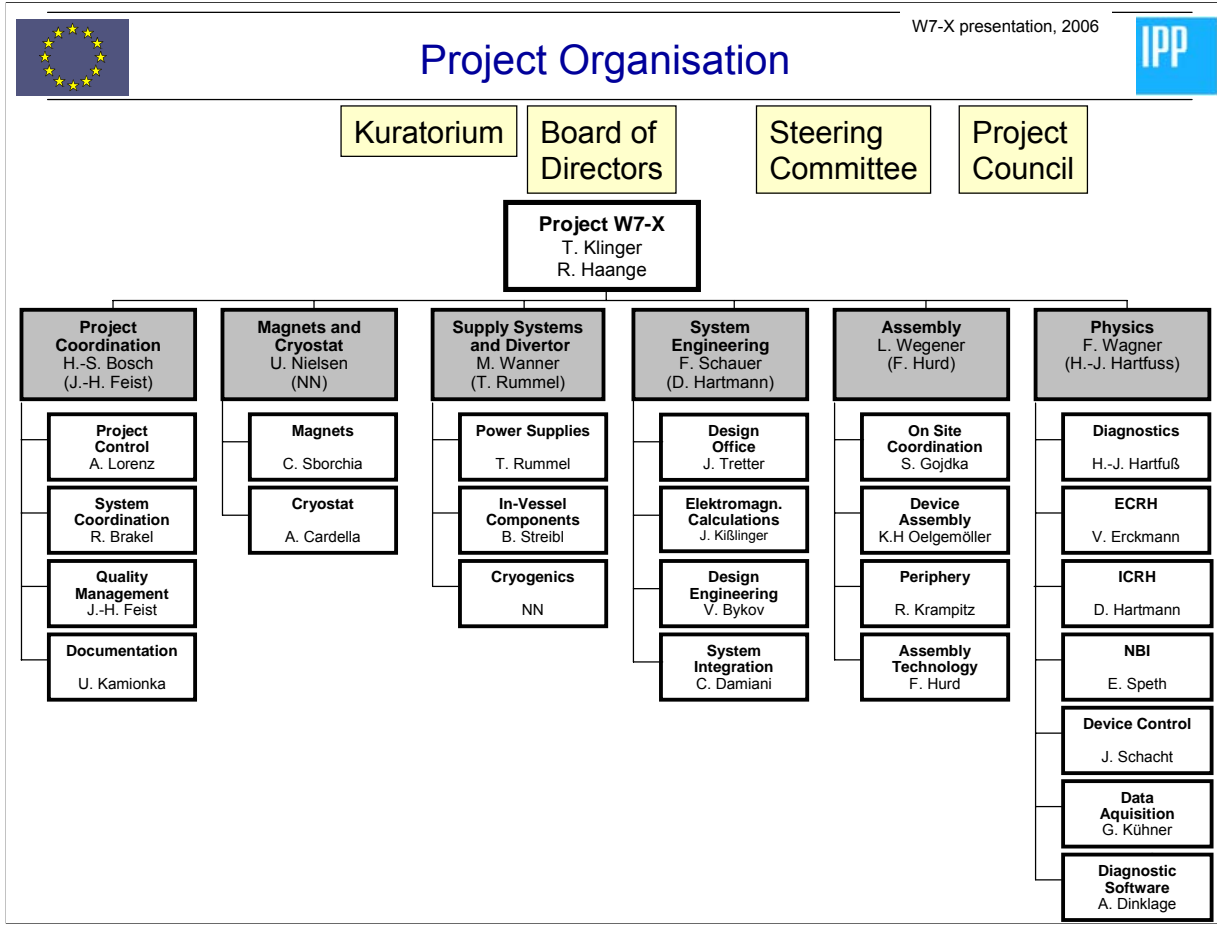 W7-X presentation, 2006
IPP
Project Organisation
Kuratorium
Board of
Directors
Steering
Committee
Project
Council
Project W7-X
T. Klinger
R. Haange
Project
Coordination
H.-S. Bosch
(J.-H. Feist)
Magnets and
Cryostat
U. Nielsen
(NN)
Supply Systems
and Divertor
M. Wanner
(T. Rummel)
System
Engineering
F. Schauer
(D. Hartmann)
Assembly
L. Wegener
(F. Hurd)
Physics
F. Wagner
(H.-J. Hartfuss)
Project
Control
A. Lorenz
System
Coordination
R. Brakel
Quality
Management
J.-H. Feist
Documentation
U. Kamionka
Magnets
C. Sborchia
Cryostat
A. Cardella
Power Supplies
T. Rummel
In-Vessel
Components
B. Streibl
Cryogenics
NN
Design
Office
J. Tretter
Elektromagn.
Calculations
J. Kißlinger
Design
Engineering
V. Bykov
System
Integration
C. Damiani
On Site
Coordination
S. Gojdka
Device
Assembly
K.H Oelgemöller
Periphery
R. Krampitz
Assembly
Technology
F. Hurd
Diagnostics
H.-J. Hartfuß
ECRH
V. Erckmann
ICRH
D. Hartmann
NBI
E. Speth
Device Control
J. Schacht
Data
Aquisition
G. Kühner
Diagnostic
Software
A. Dinklage